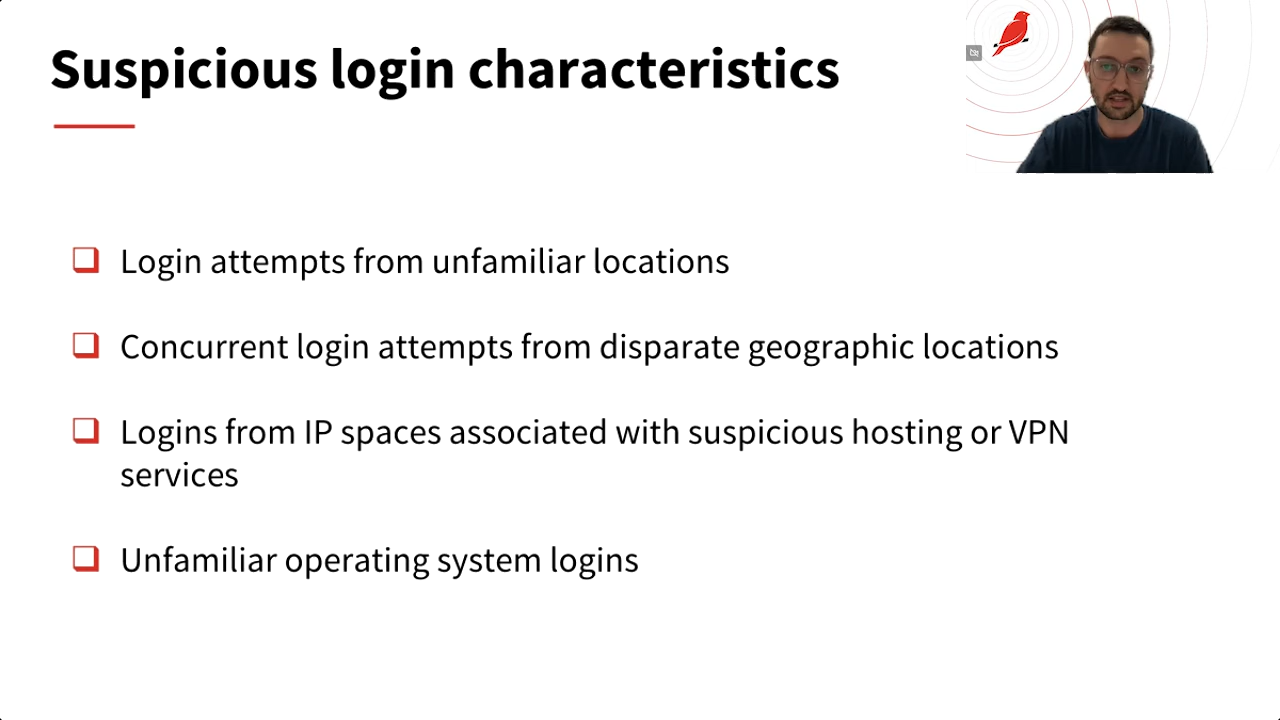 Suspicious login characteristics
Login attempts from unfamiliar locations
Concurrent login attempts from disparate geographic locations
Logins from IP spaces associated with suspicious hosting or VPN
services
Unfamiliar operating system logins